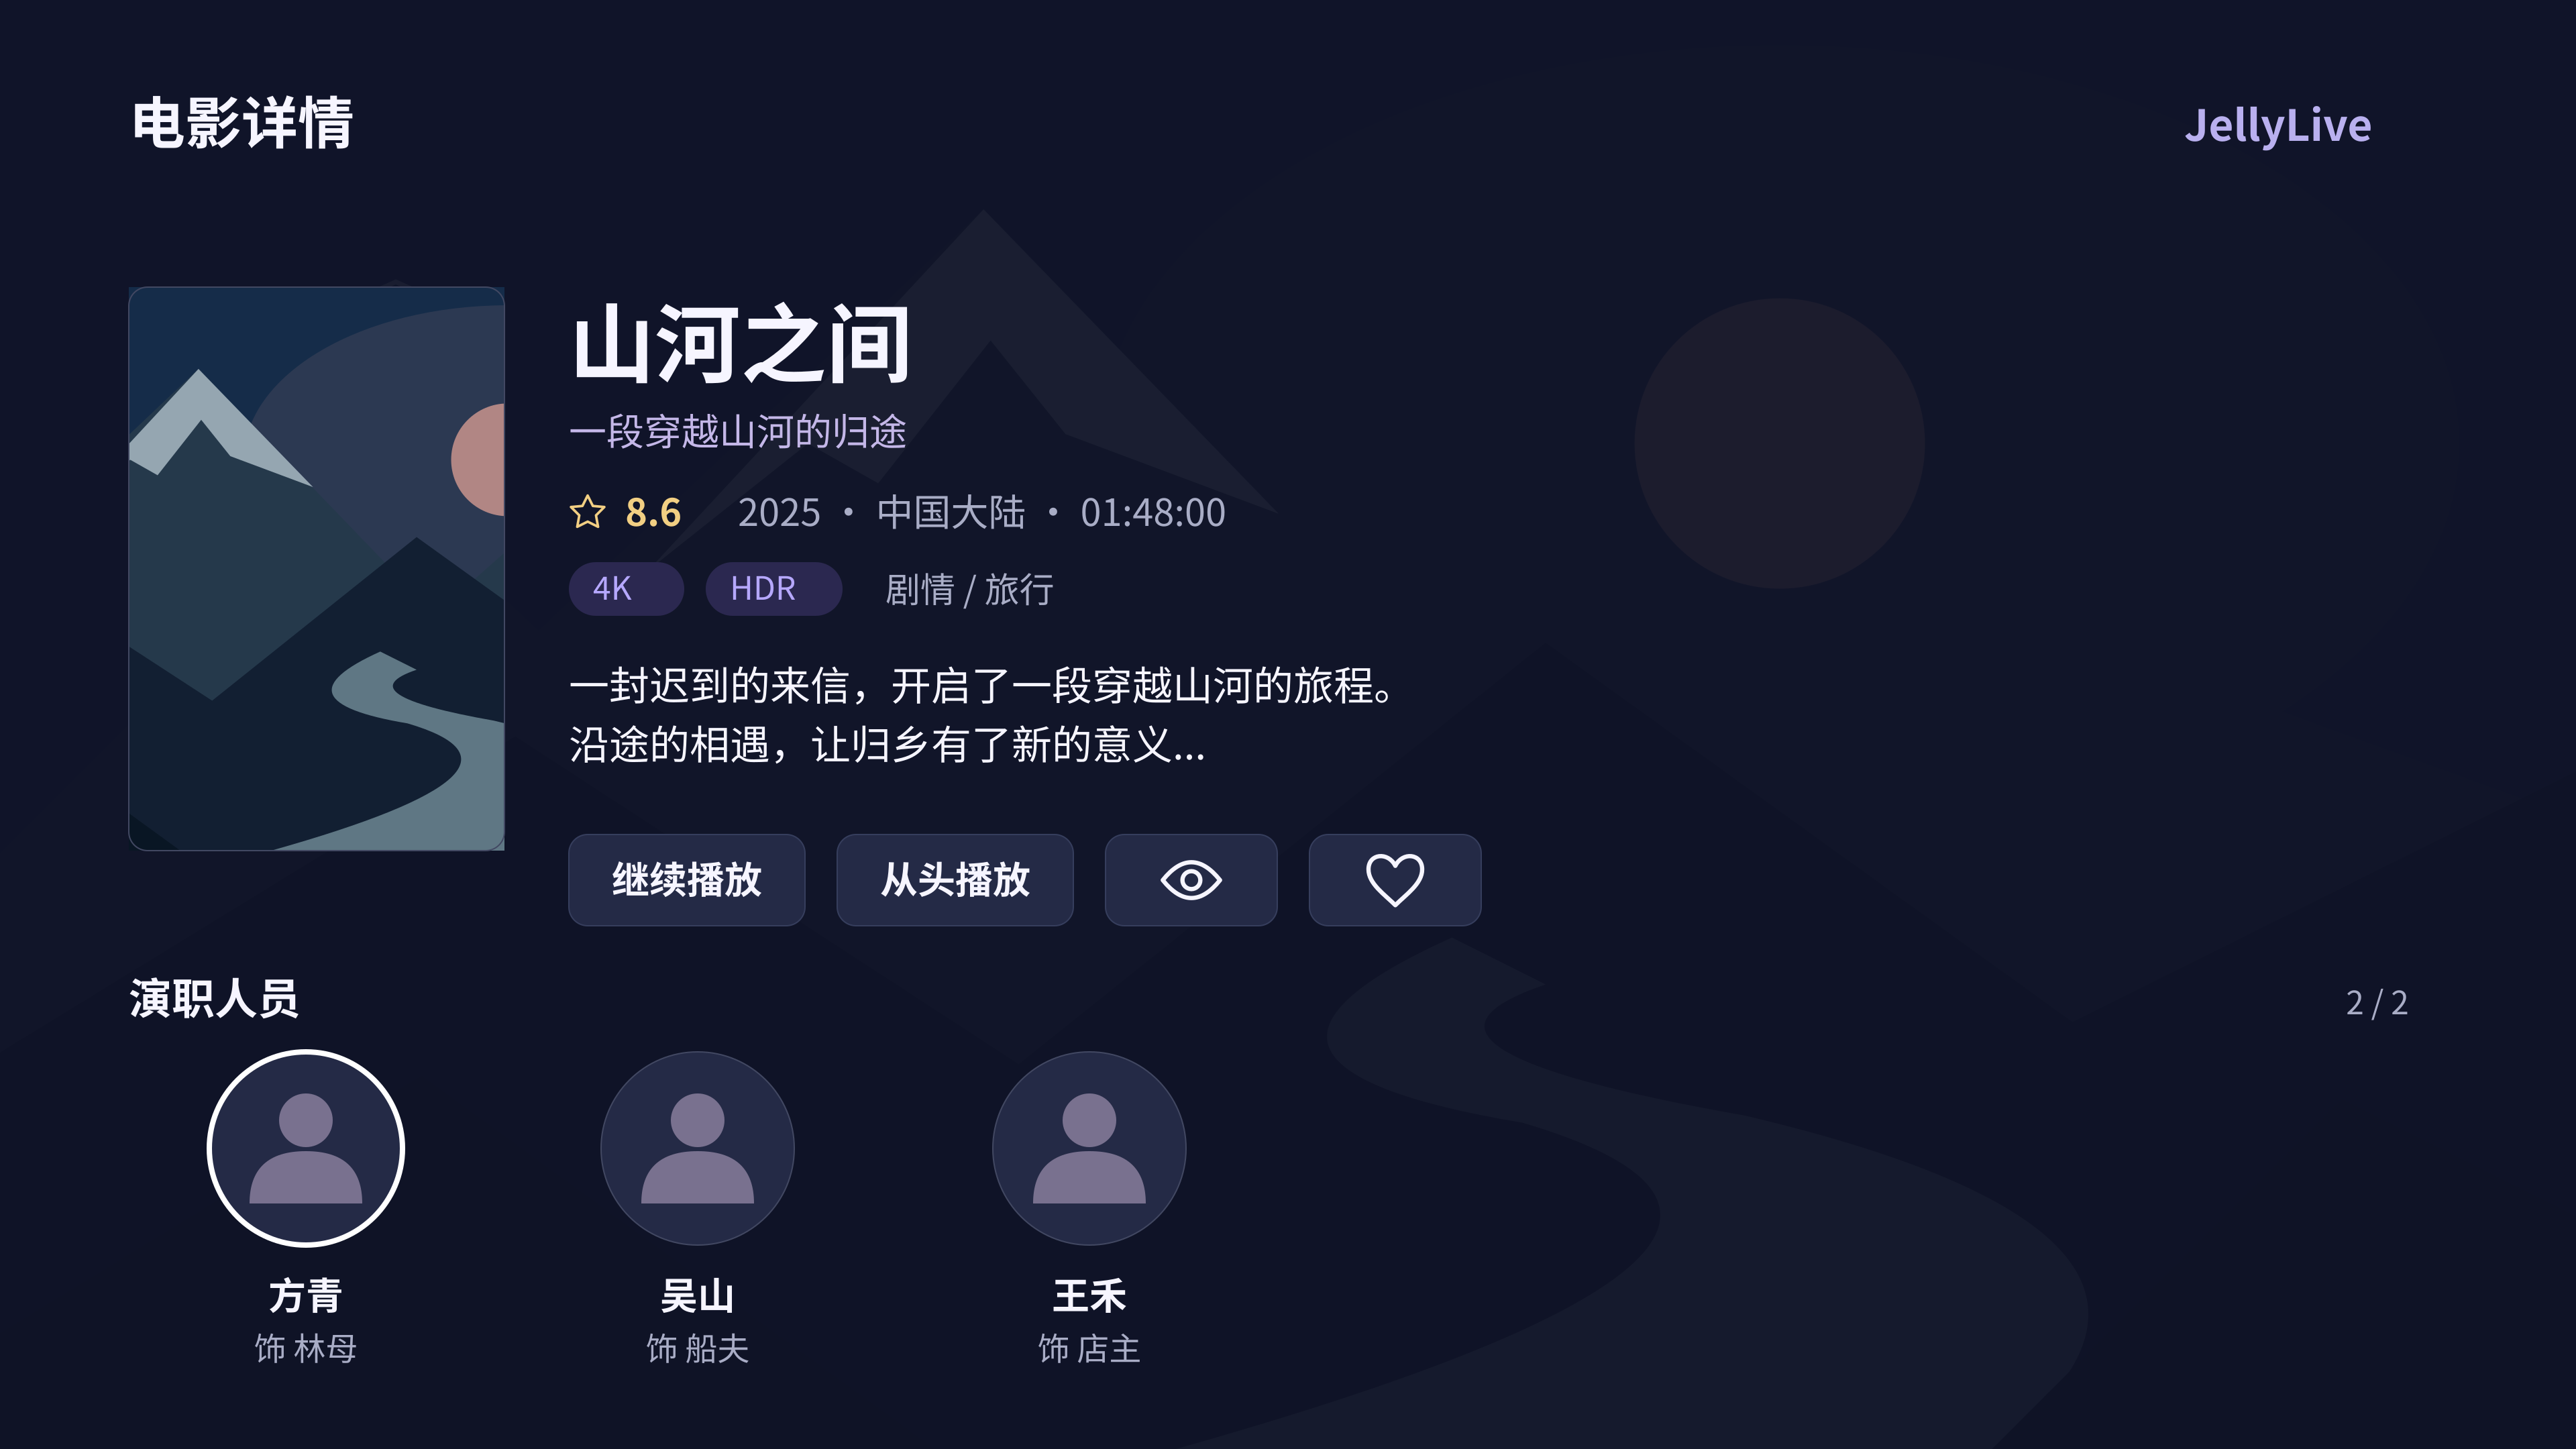 电影详情
JellyLive
山河之间
一段穿越山河的归途
8.6 2025 • 中国大陆 • 01:48:00
4K HDR 剧情 / 旅行
一封迟到的来信，开启了一段穿越山河的旅程。
沿途的相遇，让归乡有了新的意义...
继续播放 从头播放
演职人员
2 / 2
方青 吴山 王禾
饰 林母 饰 船夫 饰 店主